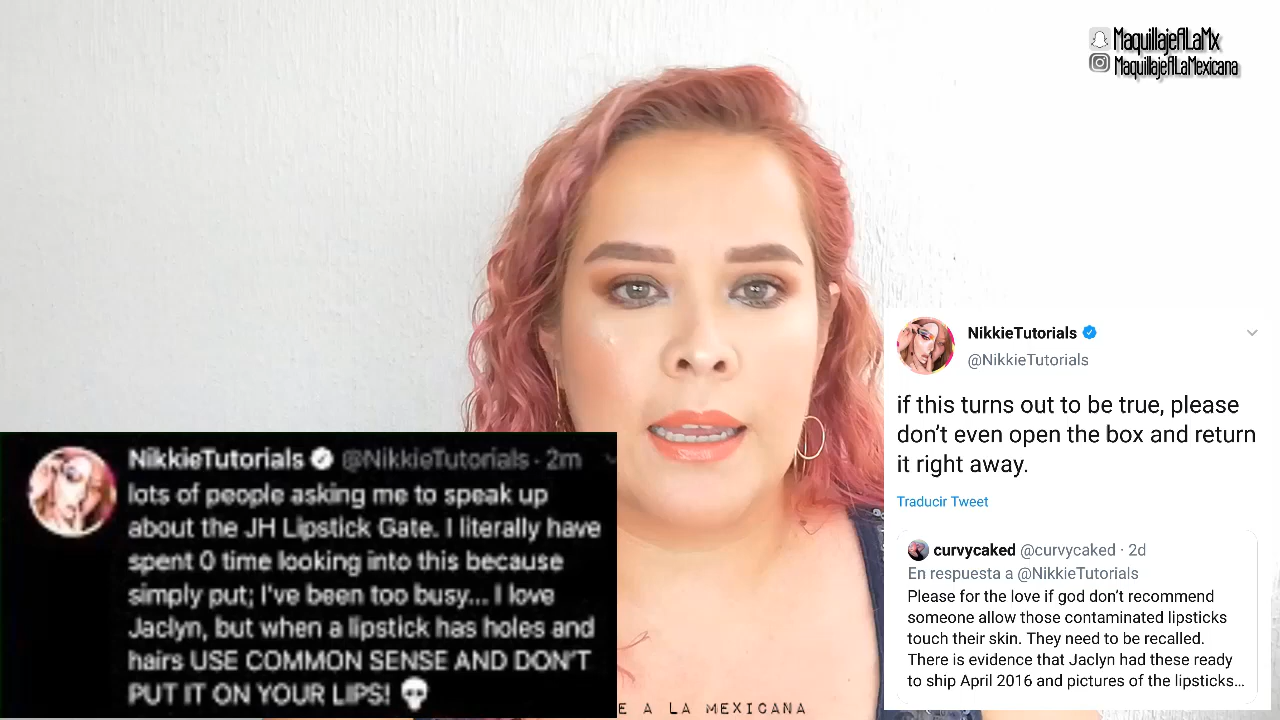 MaquillajeALaMx
MaquillajeALaMexicana
NikkieTutorials
@NikkieTutorials
if this turns out to be true, please
don't even open the box and return
it right away.
Traducir Tweet
curvycaked @curvycaked · 2d
En respuesta a @NikkieTutorials
Please for the love if god don't recommend
someone allow those contaminated lipsticks
touch their skin. They need to be recalled.
There is evidence that Jaclyn had these ready
to ship April 2016 and pictures of the lipsticks...
NikkieTutorials @NikkieTutorials · 2m
lots of people asking me to speak up
about the JH Lipstick Gate. I literally have
spent 0 time looking into this because
simply put; I've been too busy... I love
Jaclyn, but when a lipstick has holes and
hairs USE COMMON SENSE AND DON'T
PUT IT ON YOUR LIPS! 💀
E A LA MEXICANA